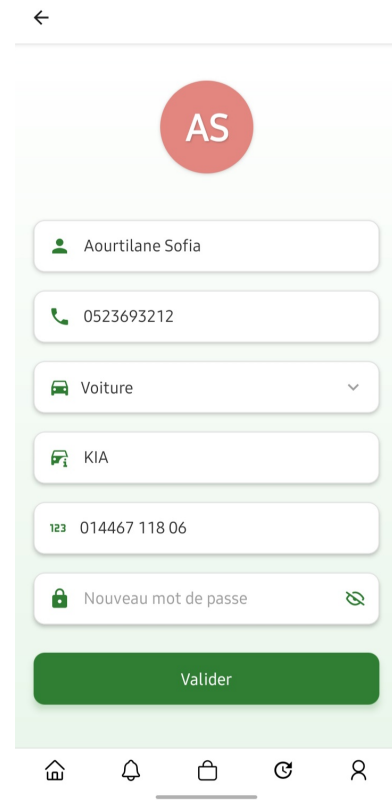 AS
Aourtilane Sofia
0523693212
Voiture
KIA
123 014467 118 06
Nouveau mot de passe
Valider